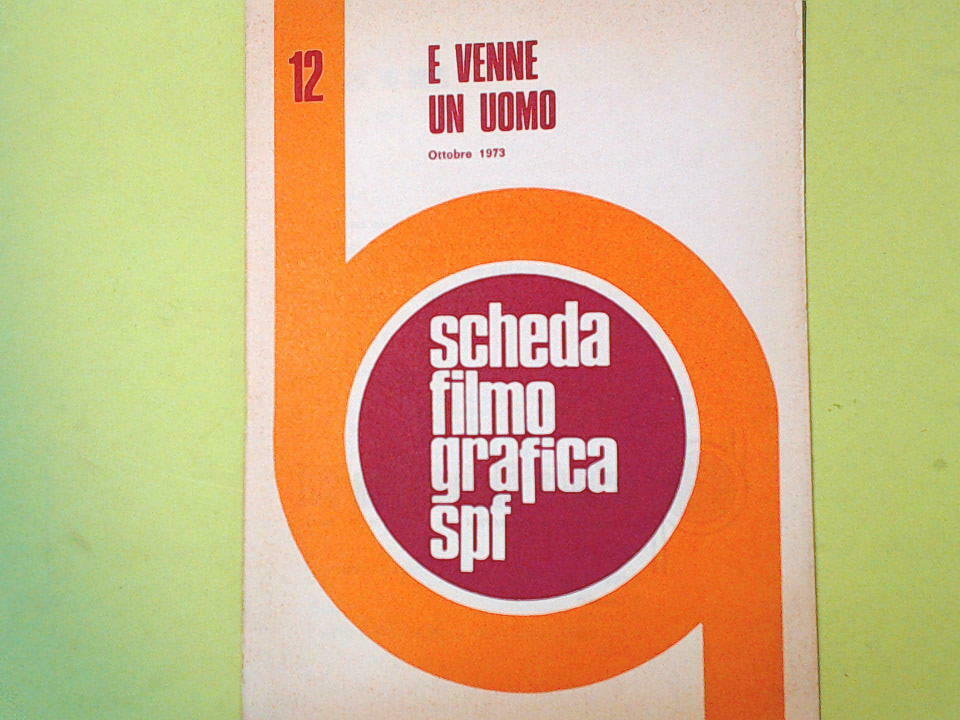 12
E VENNE
UN UOMO
Ottobre 1973
scheda
filmo
grafica
spf